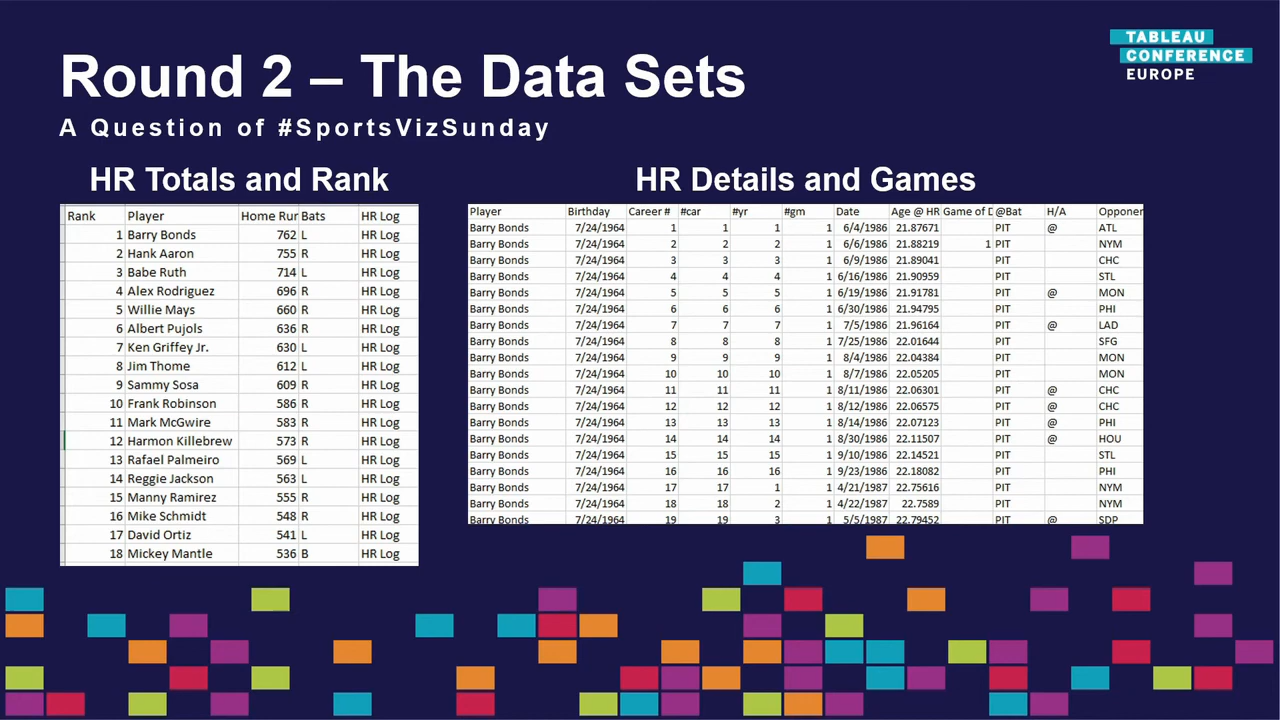 TABLEAU
CONFERENCE
EUROPE
Round 2 – The Data Sets
A Question of #SportsVizSunday
HR Totals and Rank
Rank Player Home Run Bats HR Log
1 Barry Bonds 762 L HR Log
2 Hank Aaron 755 R HR Log
3 Babe Ruth 714 L HR Log
4 Alex Rodriguez 696 R HR Log
5 Willie Mays 660 R HR Log
6 Albert Pujols 636 R HR Log
7 Ken Griffey Jr. 630 L HR Log
8 Jim Thome 612 L HR Log
9 Sammy Sosa 609 R HR Log
10 Frank Robinson 586 R HR Log
11 Mark McGwire 583 R HR Log
12 Harmon Killebrew 573 R HR Log
13 Rafael Palmeiro 569 L HR Log
14 Reggie Jackson 563 L HR Log
15 Manny Ramirez 555 R HR Log
16 Mike Schmidt 548 R HR Log
17 David Ortiz 541 L HR Log
18 Mickey Mantle 536 B HR Log
HR Details and Games
Player Birthday Career # #car #yr #gm Date Age @ HR Game of D @Bat H/A Opponen
Barry Bonds 7/24/1964 1 1 1 1 6/4/1986 21.87671 PIT @ ATL
Barry Bonds 7/24/1964 2 2 2 1 6/6/1986 21.88219 1 PIT NYM
Barry Bonds 7/24/1964 3 3 3 1 6/9/1986 21.89041 PIT CHC
Barry Bonds 7/24/1964 4 4 4 1 6/16/1986 21.90959 PIT STL
Barry Bonds 7/24/1964 5 5 5 1 6/19/1986 21.91781 PIT @ MON
Barry Bonds 7/24/1964 6 6 6 1 6/30/1986 21.94795 PIT PHI
Barry Bonds 7/24/1964 7 7 7 1 7/5/1986 21.96164 PIT @ LAD
Barry Bonds 7/24/1964 8 8 8 1 7/25/1986 22.01644 PIT SFG
Barry Bonds 7/24/1964 9 9 9 1 8/4/1986 22.04384 PIT MON
Barry Bonds 7/24/1964 10 10 10 1 8/7/1986 22.05205 PIT MON
Barry Bonds 7/24/1964 11 11 11 1 8/11/1986 22.06301 PIT @ CHC
Barry Bonds 7/24/1964 12 12 12 1 8/12/1986 22.06575 PIT @ CHC
Barry Bonds 7/24/1964 13 13 13 1 8/14/1986 22.07123 PIT @ PHI
Barry Bonds 7/24/1964 14 14 14 1 8/30/1986 22.11507 PIT @ HOU
Barry Bonds 7/24/1964 15 15 15 1 9/10/1986 22.14521 PIT STL
Barry Bonds 7/24/1964 16 16 16 1 9/23/1986 22.18082 PIT PHI
Barry Bonds 7/24/1964 17 17 1 1 4/21/1987 22.75616 PIT NYM
Barry Bonds 7/24/1964 18 18 2 1 4/22/1987 22.7589 PIT NYM
Barry Bonds 7/24/1964 19 19 3 1 5/5/1987 22.79452 PIT @ SDP